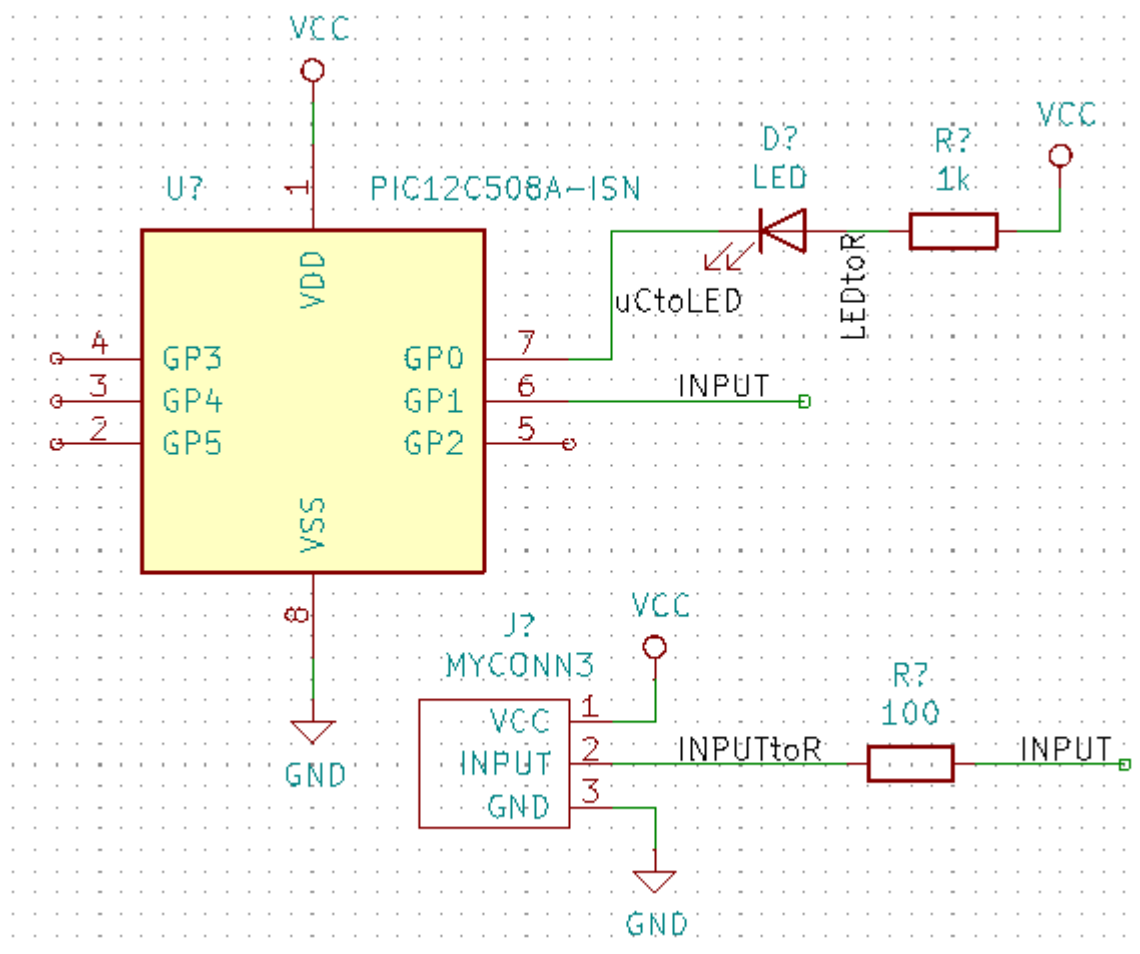 VCC
U?
1
PIC12C508A-ISN
VDD
4
GP3
3
GP4
2
GP5
GP0
7
GP1
6
GP2
5
VSS
8
GND
uCtoLED
D?
LED
LEDtoR
R?
1k
VCC
INPUT
J?
MYCONN3
VCC
1
INPUT
2
GND
3
VCC
GND
INPUTtoR
R?
100
INPUT